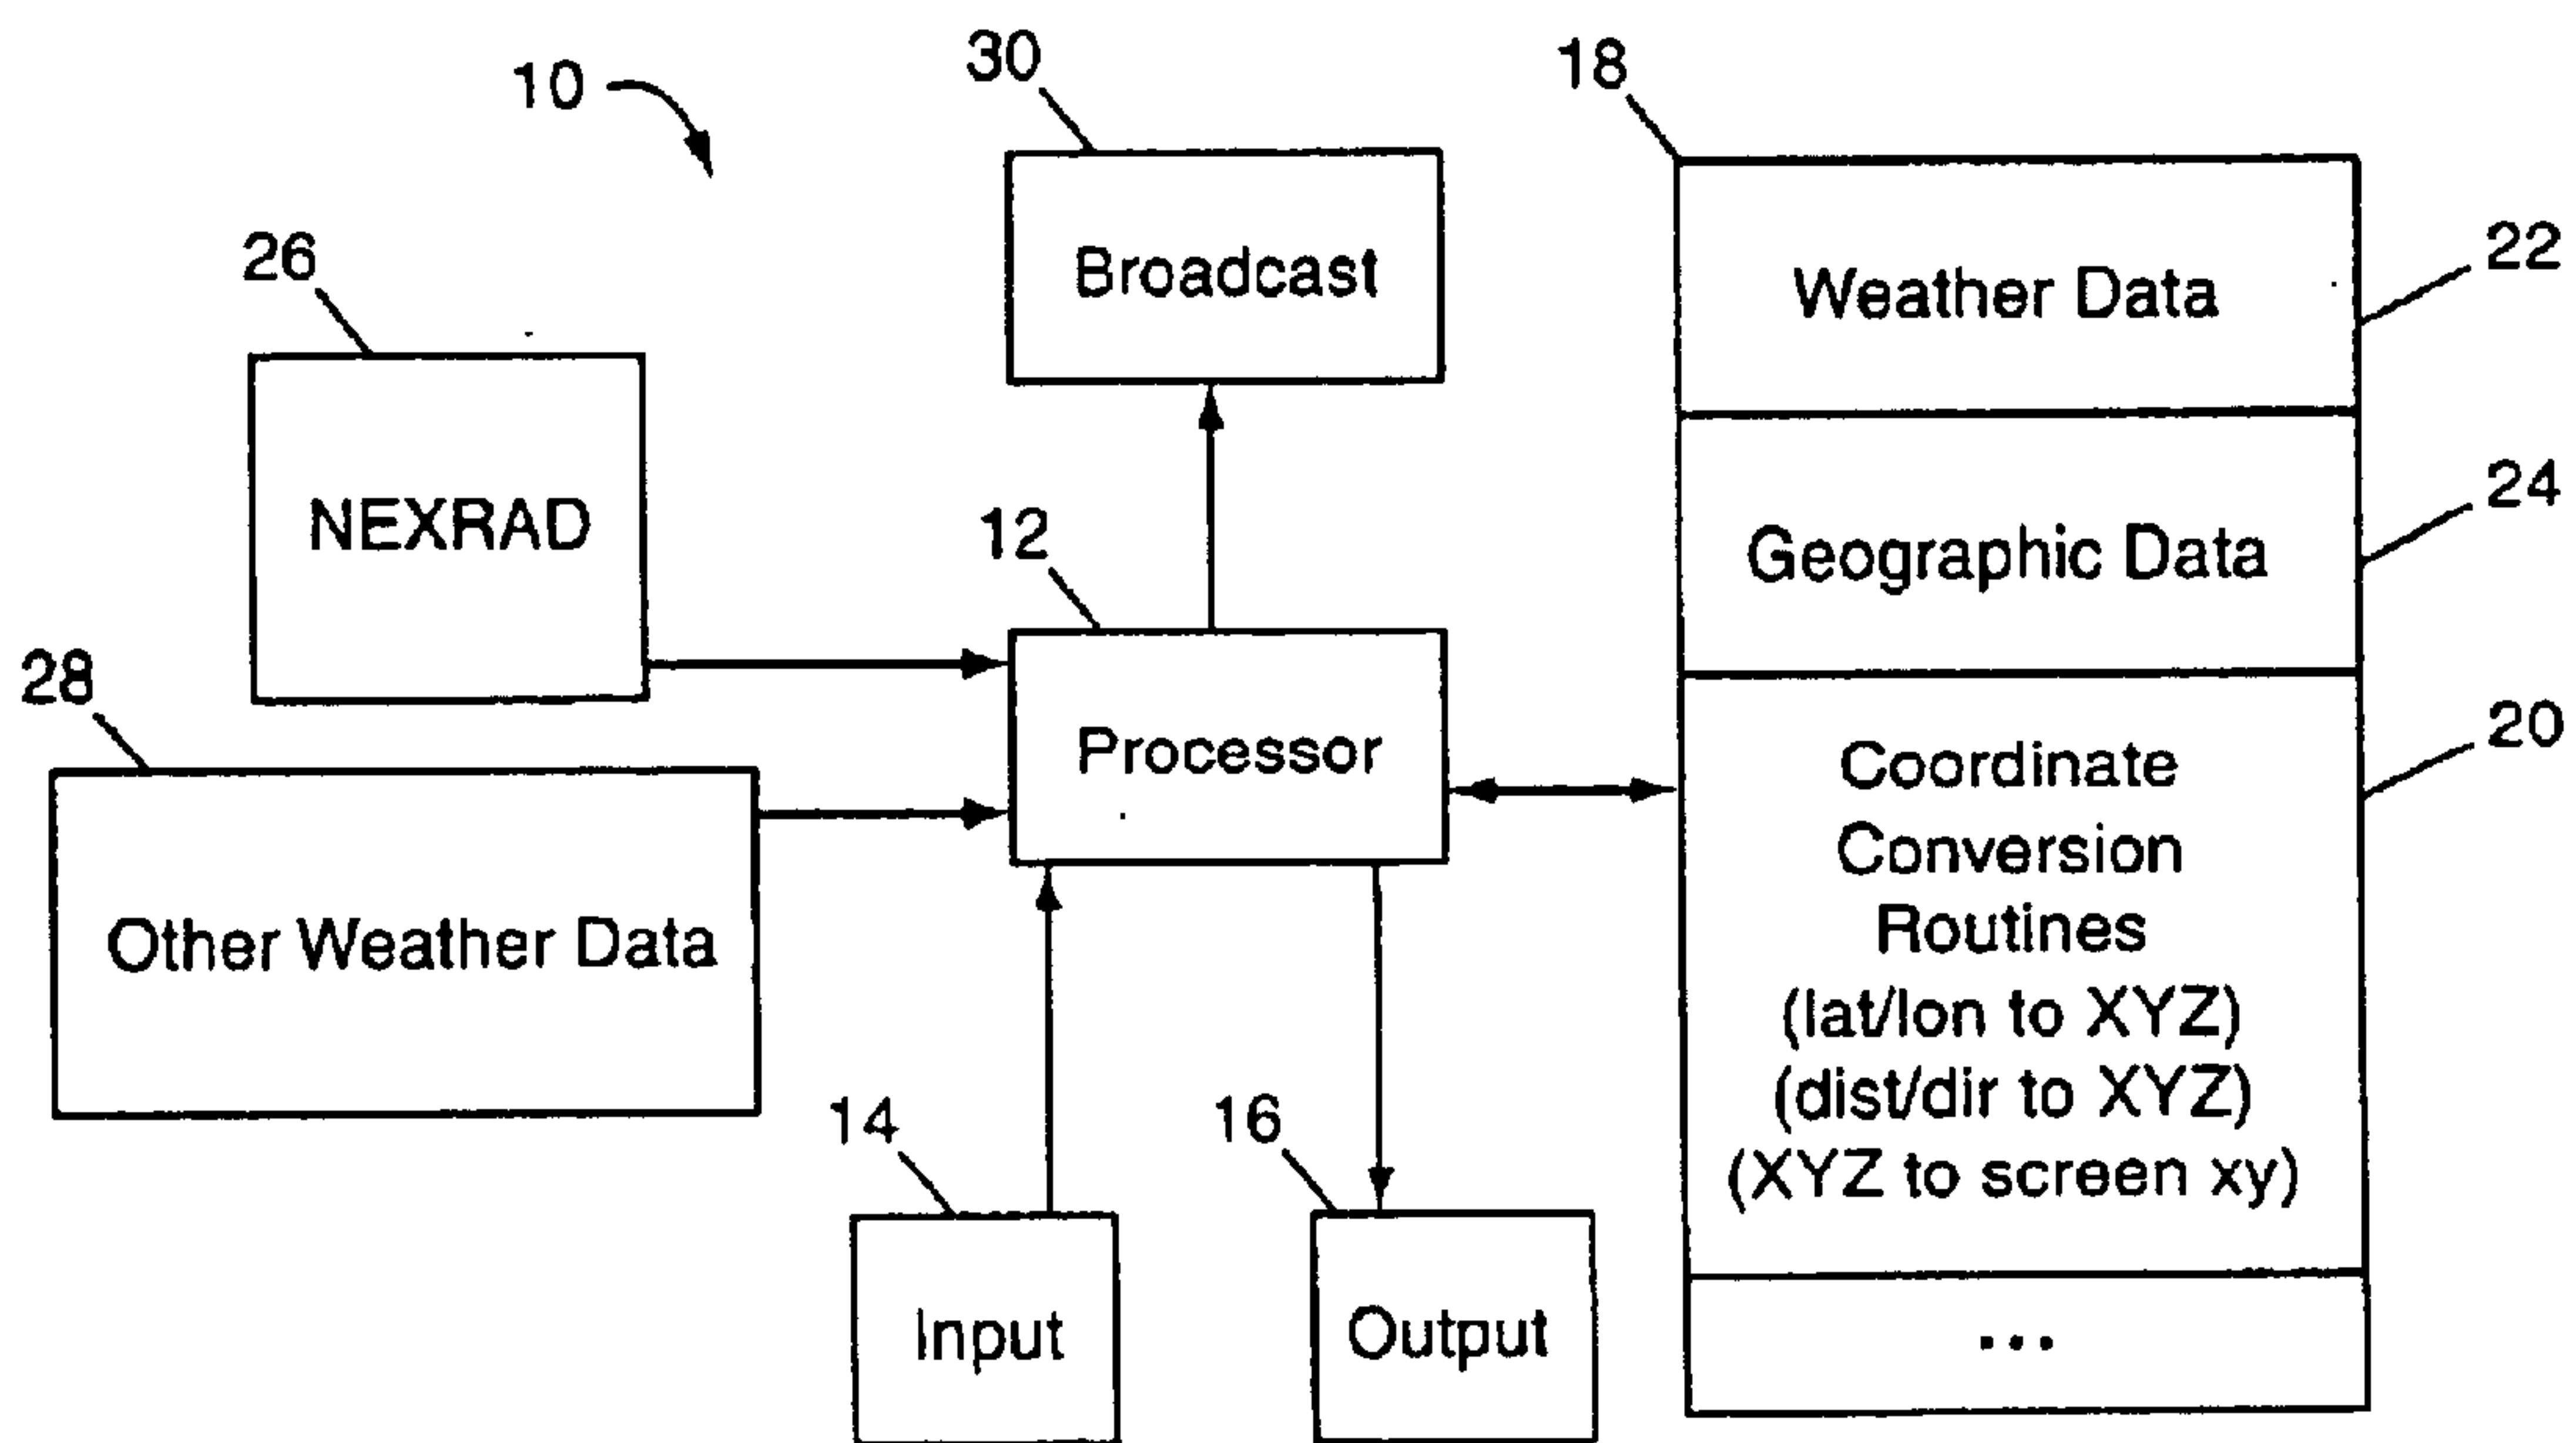 10
30
18
Broadcast
Weather Data
22
26
NEXRAD
Geographic Data
24
12
Processor
28
Other Weather Data
Coordinate
Conversion
Routines
(lat/lon to XYZ)
(dist/dir to XYZ)
(XYZ to screen xy)
20
14
Input
16
Output
...